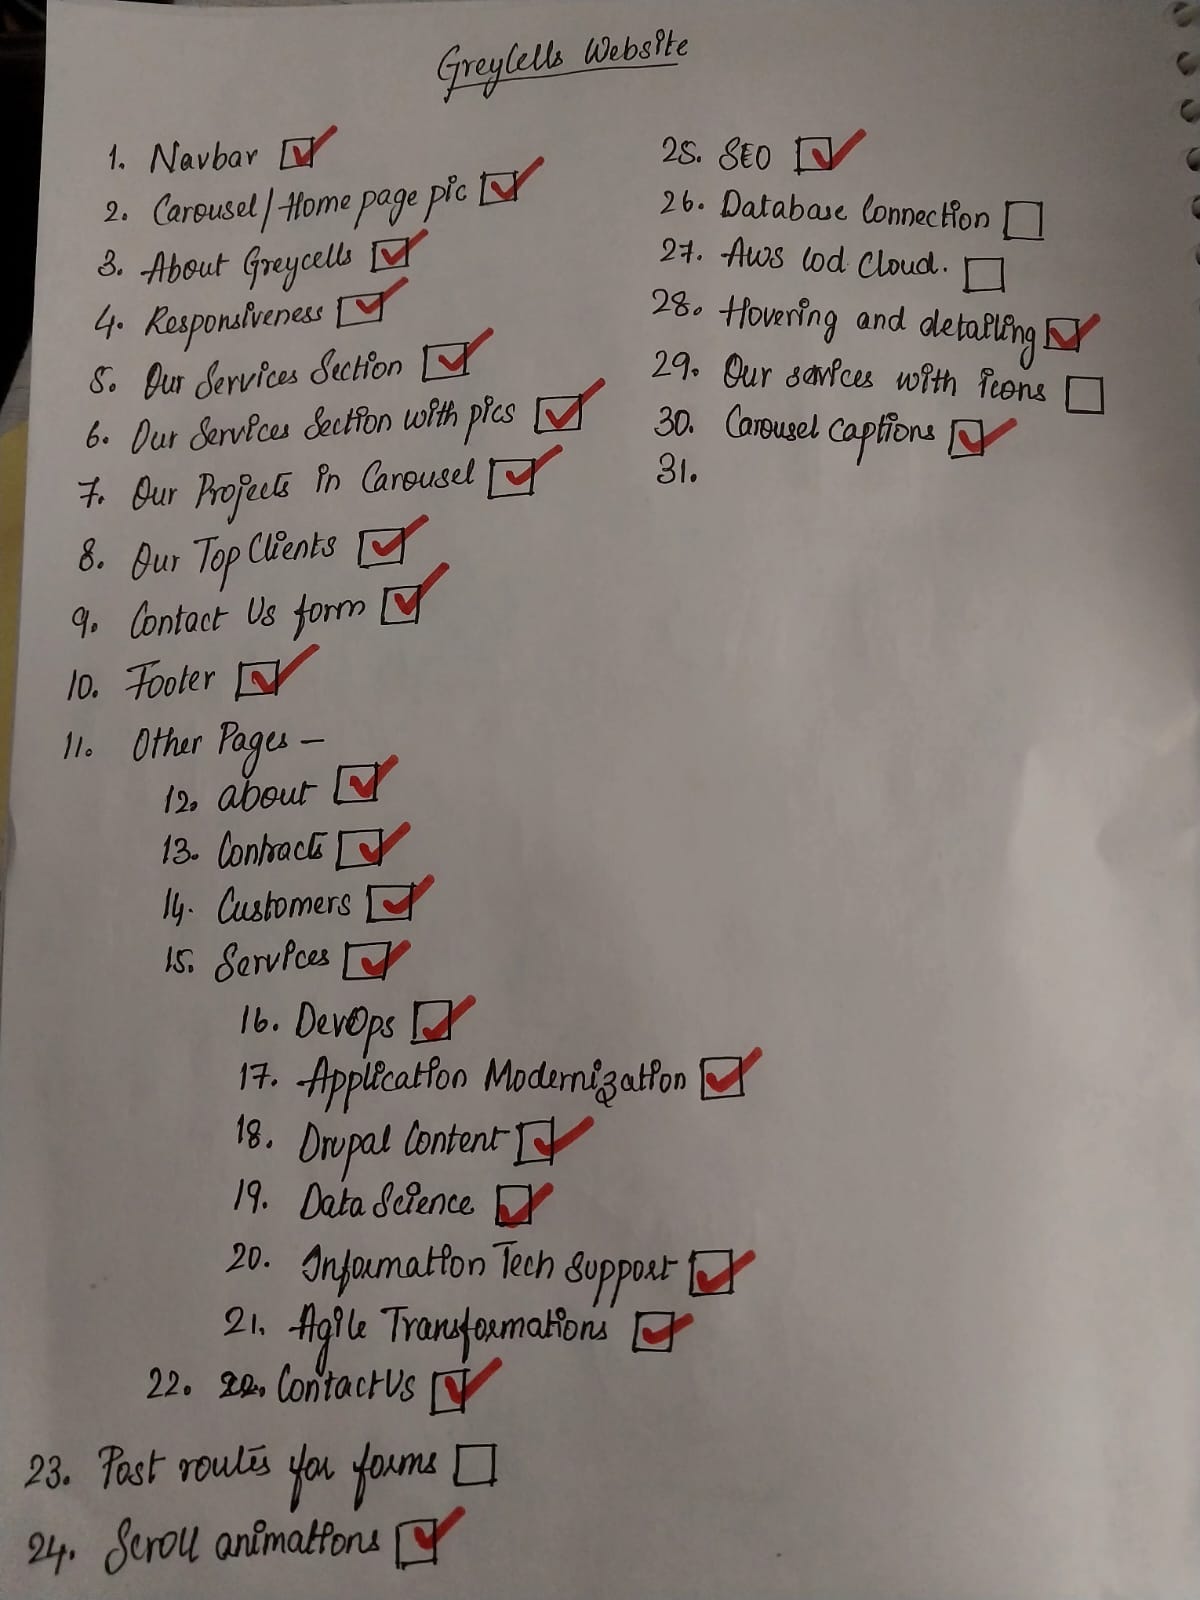 GreyCells Website
1. Navbar
2. Carousel/Home page pic
3. About Greycells
4. Responsiveness
5. Our Services Section
6. Our Services Section with pics
7. Our Projects in Carousel
8. Our Top Clients
9. Contact Us form
10. Footer
11. Other Pages –
12. about
13. Contracts
14. Customers
15. Services
16. DevOps
17. Application Modernization
18. Drupal Content
19. Data Science
20. Information Tech Support
21. Agile Transformations
22. 22. Contact Us
23. Post routes for forms
24. Scroll animations
25. SEO
26. Database Connection
27. AWS Cloud.
28. Hovering and detailing
29. Our services with icons
30. Carousel captions
31.